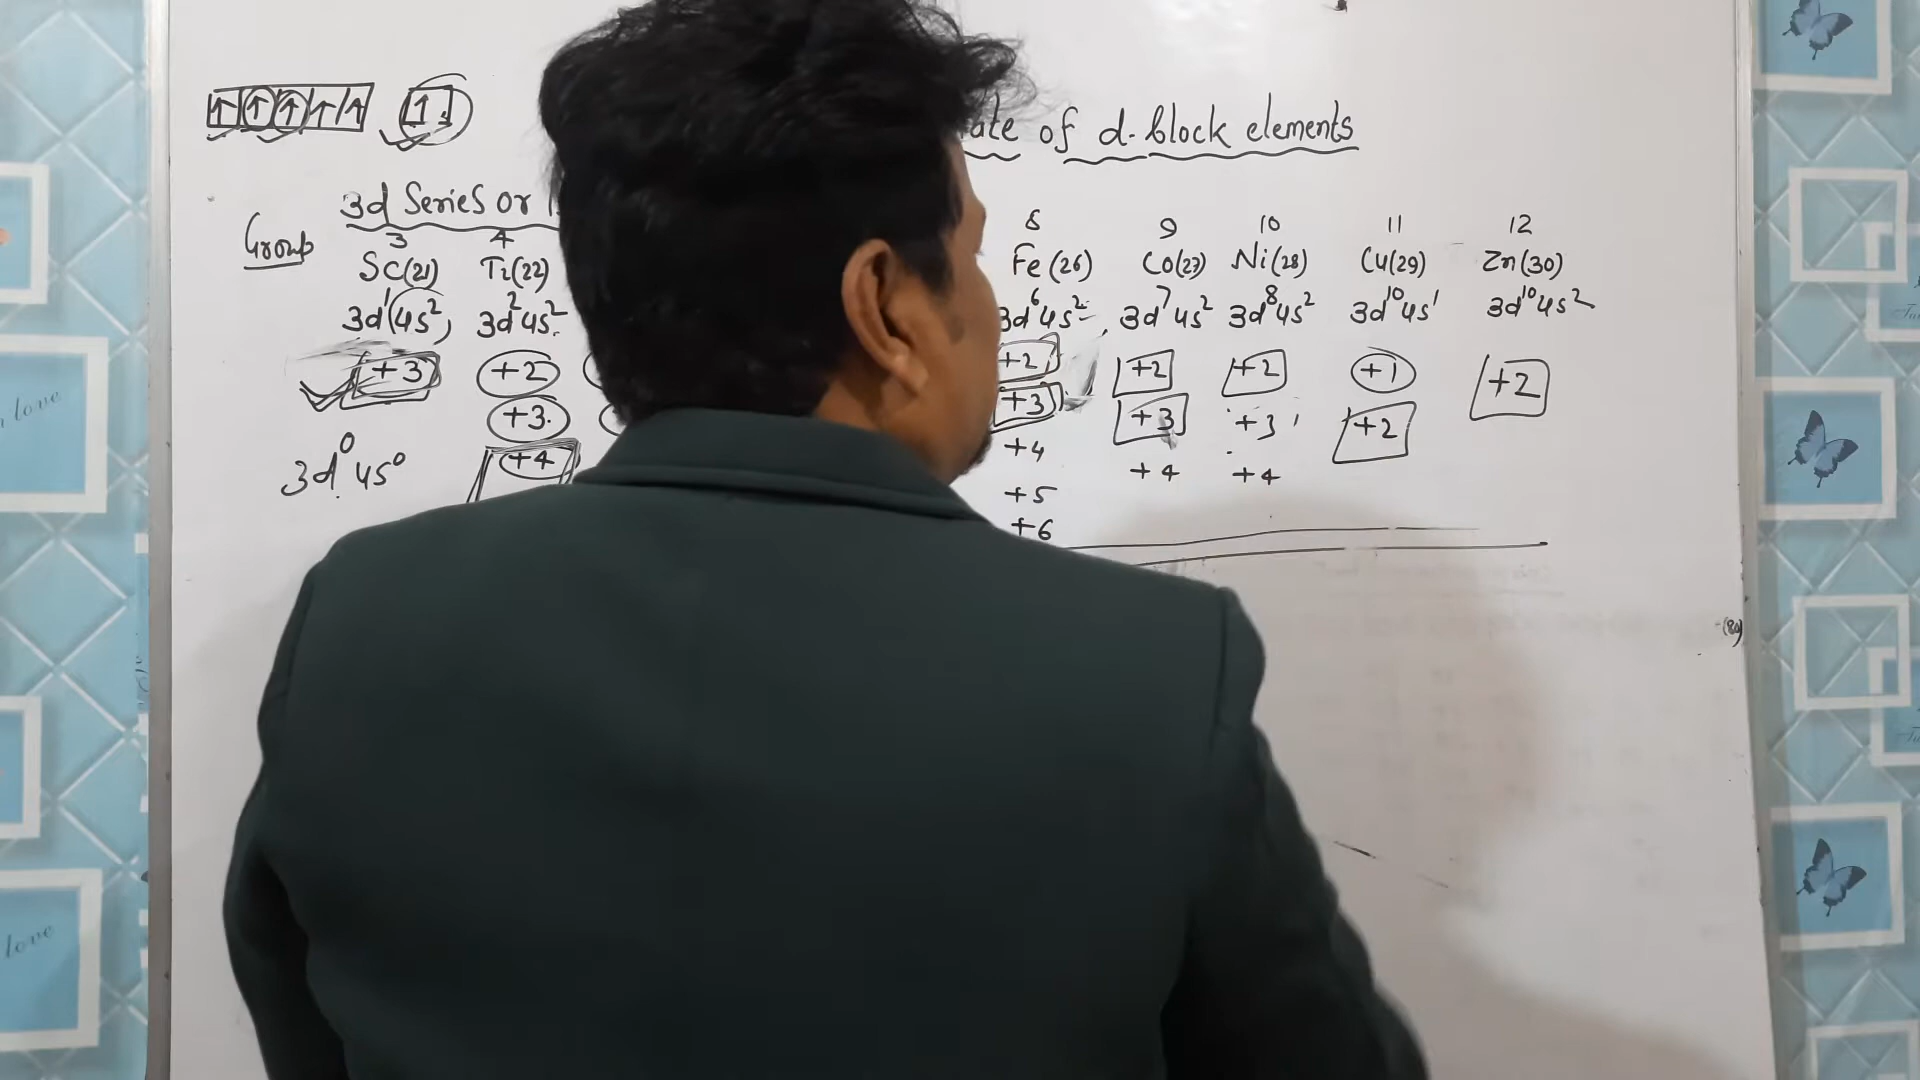 of d-block elements
3d Series or
Group 3 4 8 9 10 11 12
Sc(21) Ti(22) Fe(26) Co(27) Ni(28) Cu(29) Zn(30)
3d¹4s², 3d²4s² 3d⁶4s² 3d⁷4s² 3d⁸4s² 3d¹⁰4s¹ 3d¹⁰4s²
+3 +2 +2 +2 +2 +1 +2
+3 +3 +3 +3 +2
3d⁰4s⁰ +4 +4 +4 +4
+5
+6
love
love